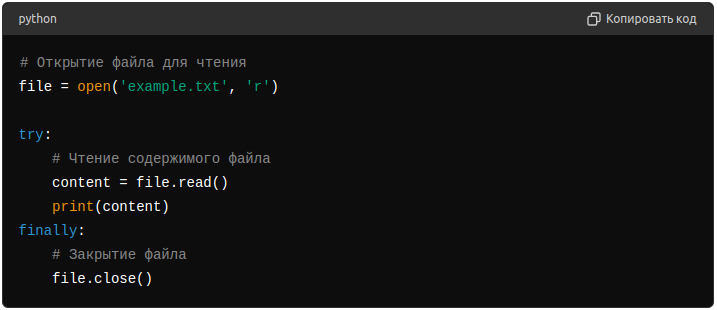 python
Копировать код
# Открытие файла для чтения
file = open('example.txt', 'r')
try:
    # Чтение содержимого файла
    content = file.read()
    print(content)
finally:
    # Закрытие файла
    file.close()